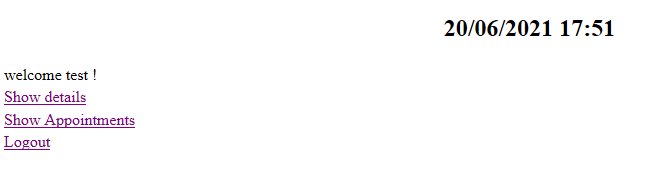 20/06/2021 17:51
welcome test !
Show details
Show Appointments
Logout